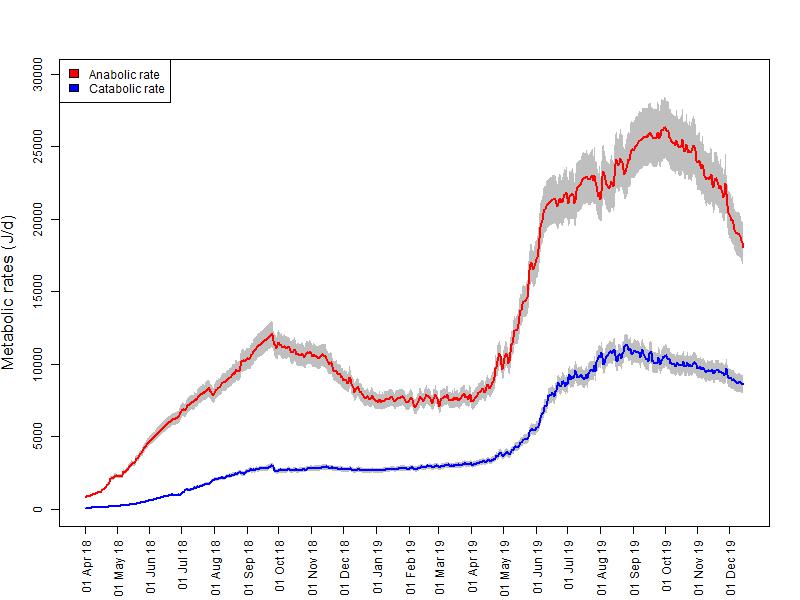 Anabolic rate
Catabolic rate
Metabolic rates (J/d)
30000
25000
20000
15000
10000
5000
0
01 Apr 18
01 May 18
01 Jun 18
01 Jul 18
01 Aug 18
01 Sep 18
01 Oct 18
01 Nov 18
01 Dec 18
01 Jan 19
01 Feb 19
01 Mar 19
01 Apr 19
01 May 19
01 Jun 19
01 Jul 19
01 Aug 19
01 Sep 19
01 Oct 19
01 Nov 19
01 Dec 19